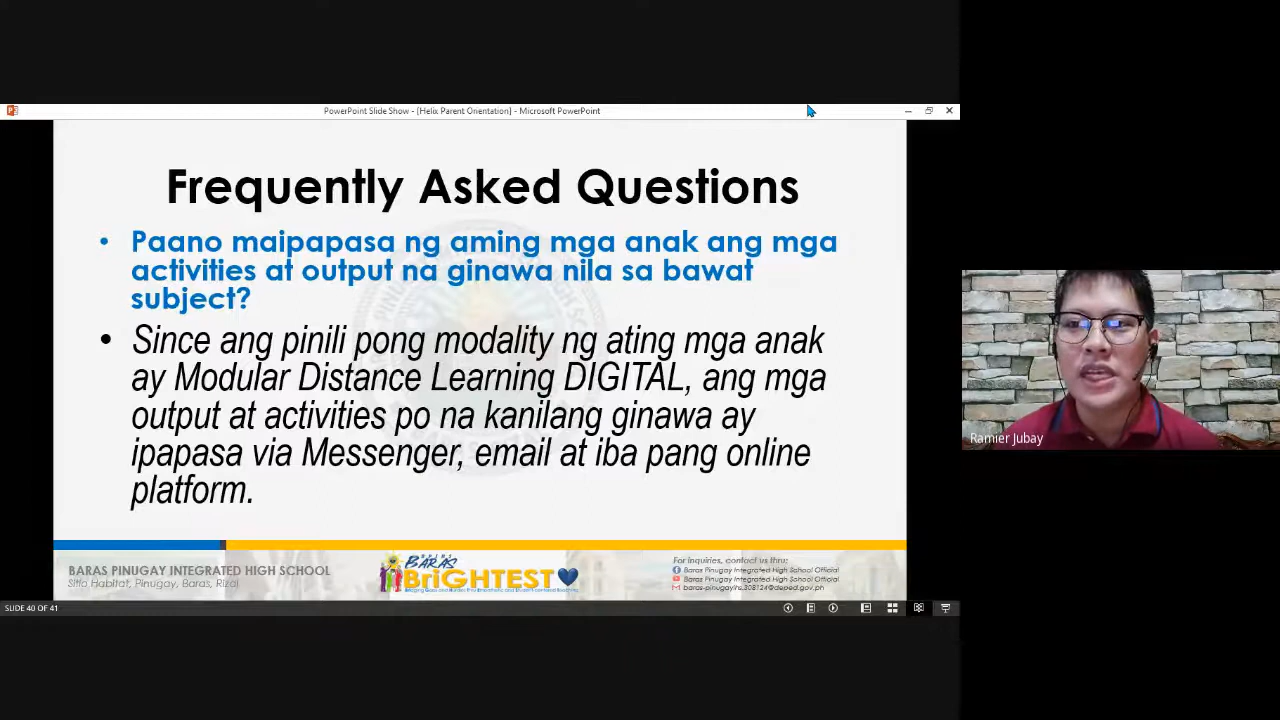 PowerPoint Slide Show - [Helix Parent Orientation] - Microsoft PowerPoint
Frequently Asked Questions
• Paano maipapasa ng aming mga anak ang mga
activities at output na ginawa nila sa bawat
subject?
• Since ang pinili pong modality ng ating mga anak
ay Modular Distance Learning DIGITAL, ang mga
output at activities po na kanilang ginawa ay
ipapasa via Messenger, email at iba pang online
platform.
Ramier Jubay
BARAS PINUGAY INTEGRATED HIGH SCHOOL
Sitio Habitat, Pinugay, Baras, Rizal
BPIHS
BARAS
BRiGHTEST
For inquiries, contact us thru:
Baras Pinugay Integrated High School Official
Baras Pinugay Integrated High School Official
SLIDE 40 OF 41